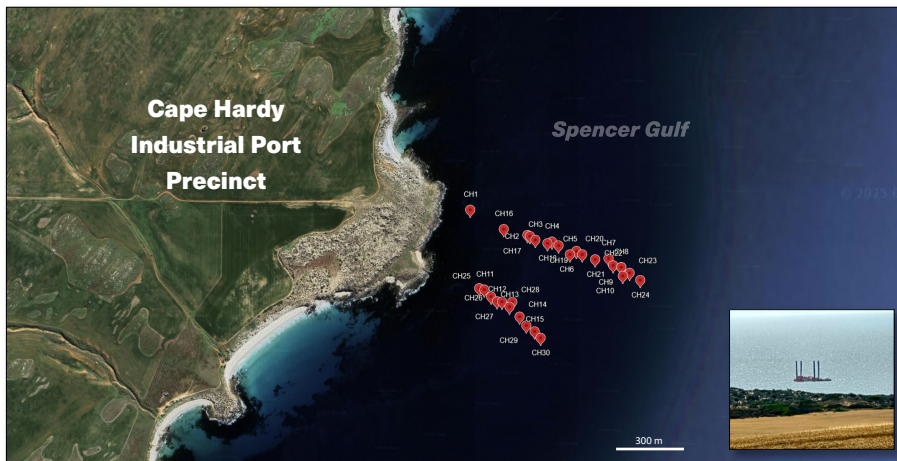 Cape Hardy
Industrial Port
Precinct
Spencer Gulf
© 2025
CH1
CH16
CH3
CH4
CH2
CH17
CH18
CH19
CH5
CH20
CH6
CH7
CH22
CH8
CH21
CH23
CH9
CH10
CH24
CH25
CH11
CH12
CH26
CH13
CH28
CH27
CH14
CH15
CH29
CH30
300 m